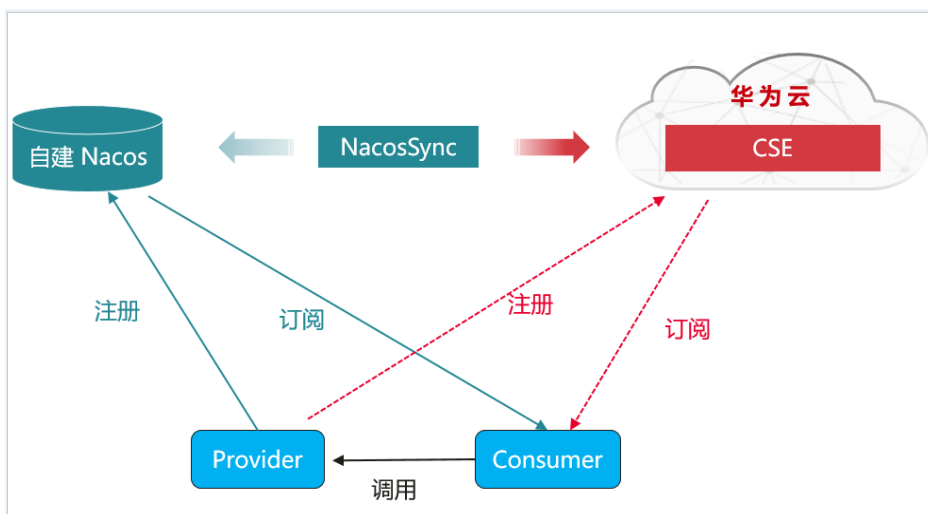 华为云
自建 Nacos
NacosSync
CSE
注册
订阅
注册
订阅
Provider
Consumer
调用